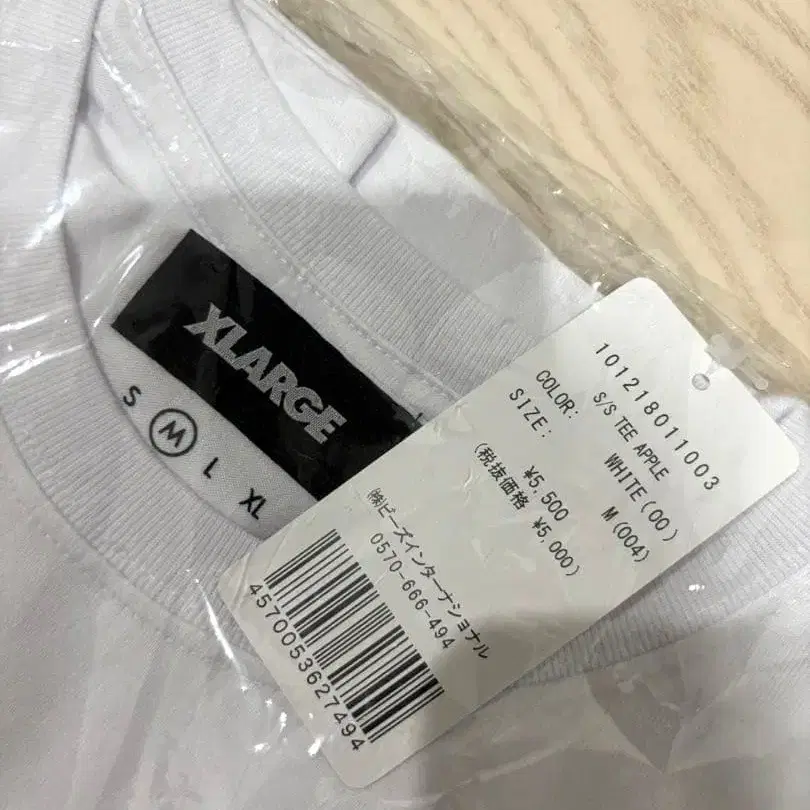 XLARGE
S M L XL
101218011003
S/S TEE APPLE
COLOR: WHITE(00)
SIZE: M(004)
¥5,500
(税抜価格 ¥5,000)
㈱ビーズインターナショナル
0570-666-494
4570053627494